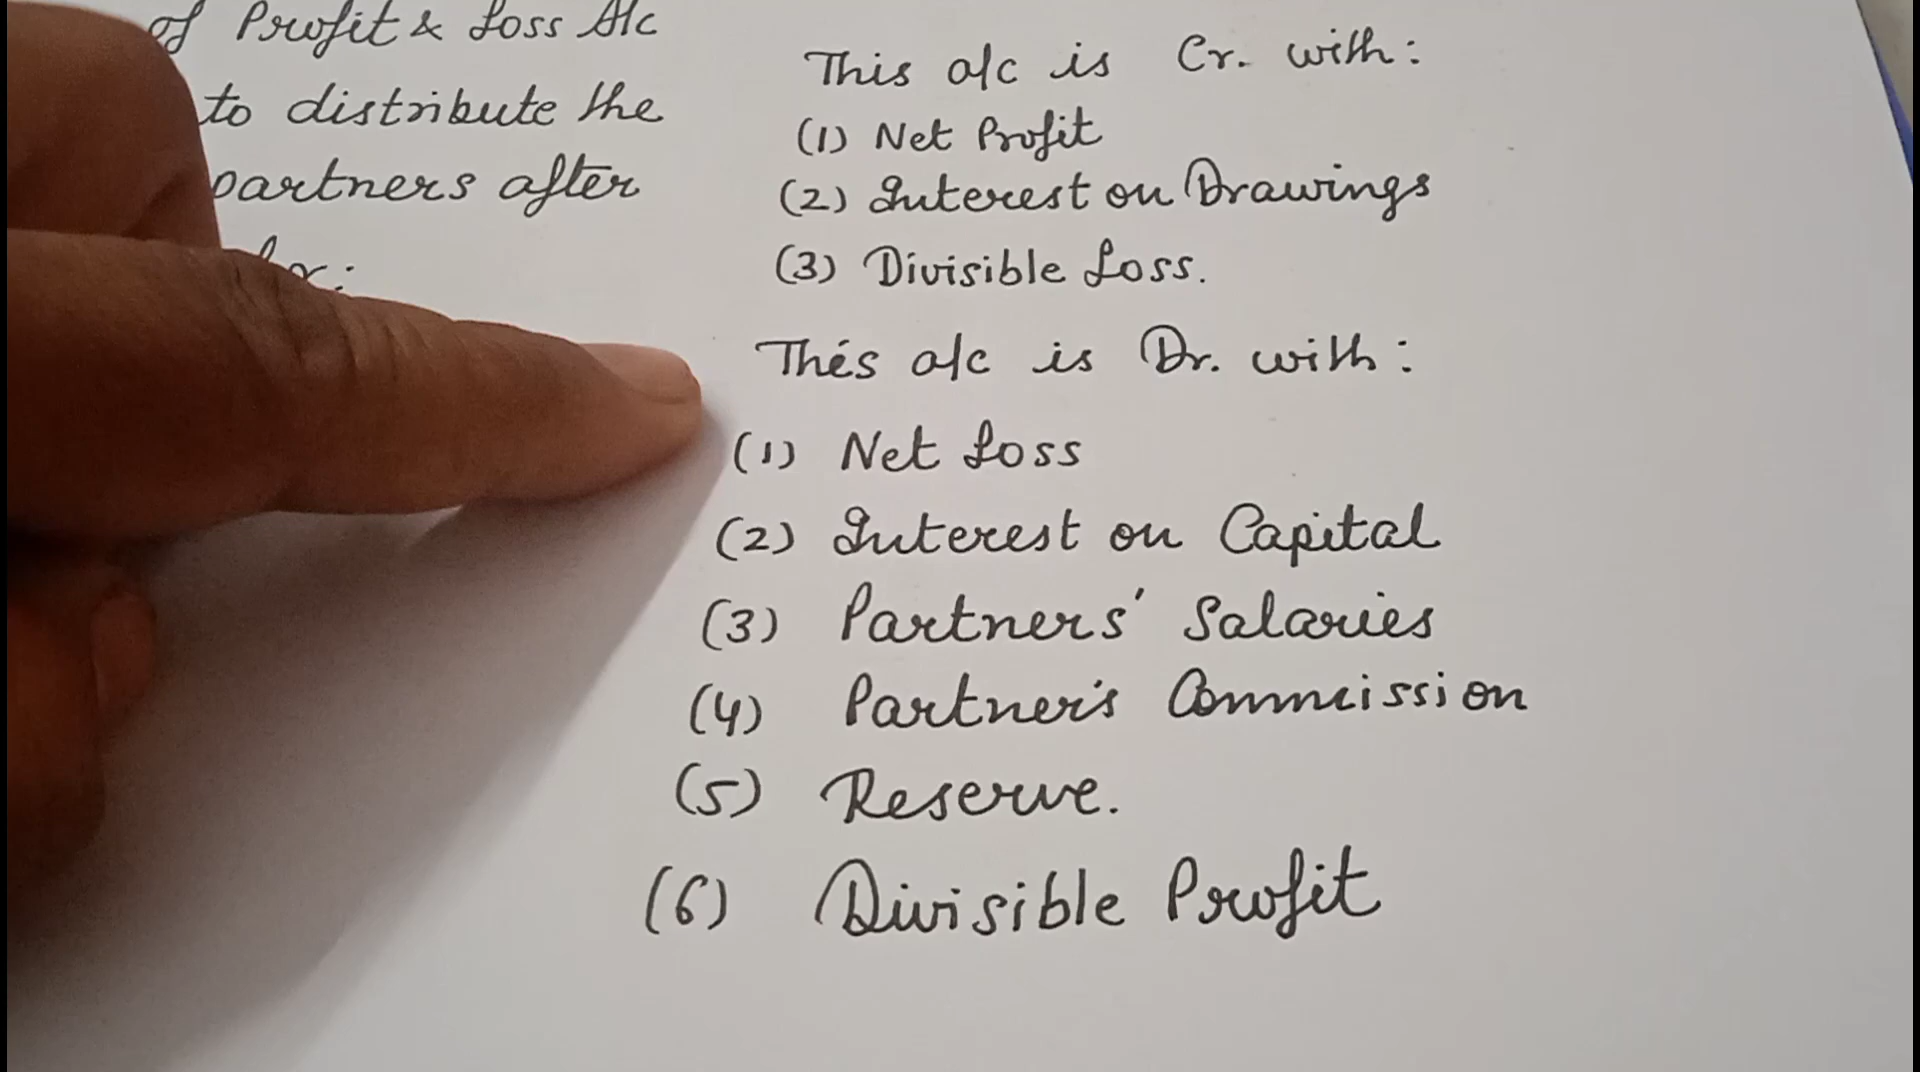 of Profit & Loss A/c
to distribute the
partners after
This a/c is Cr. with:
(1) Net Profit
(2) Interest on Drawings
(3) Divisible Loss.
This a/c is Dr. with:
(1) Net Loss
(2) Interest on Capital
(3) Partners' Salaries
(4) Partner's Commission
(5) Reserve.
(6) Divisible Profit